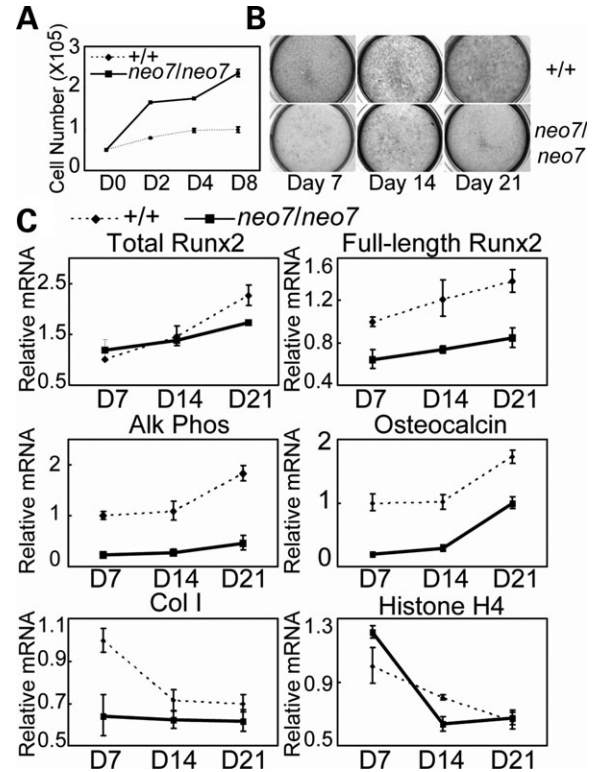 A
Cell Number (X10⁵)
3
2
1
0
+/+
neo7/neo7
D0 D2 D4 D8
B
+/+
neo7/
neo7
Day 7 Day 14 Day 21
C
+/+ neo7/neo7
Total Runx2
Relative mRNA
2.5
1.5
0.5
D7 D14 D21
Full-length Runx2
Relative mRNA
1.6
1.2
0.8
0.4
D7 D14 D21
Alk Phos
Relative mRNA
2
1
0
D7 D14 D21
Osteocalcin
Relative mRNA
2
1
0
D7 D14 D21
Col I
Relative mRNA
1.1
0.9
0.7
0.5
D7 D14 D21
Histone H4
Relative mRNA
1.3
0.9
0.5
D7 D14 D21